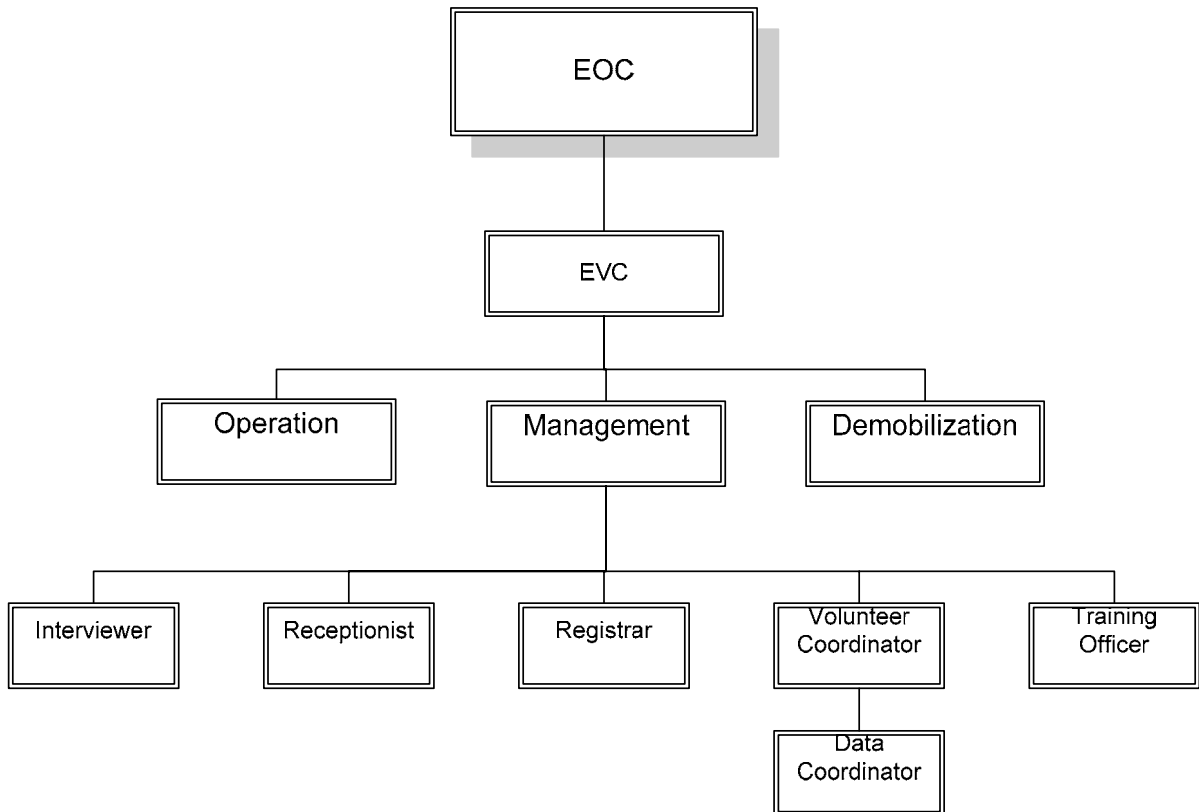 EOC
EVC
Operation
Management
Demobilization
Interviewer
Receptionist
Registrar
Volunteer
Coordinator
Training
Officer
Data
Coordinator